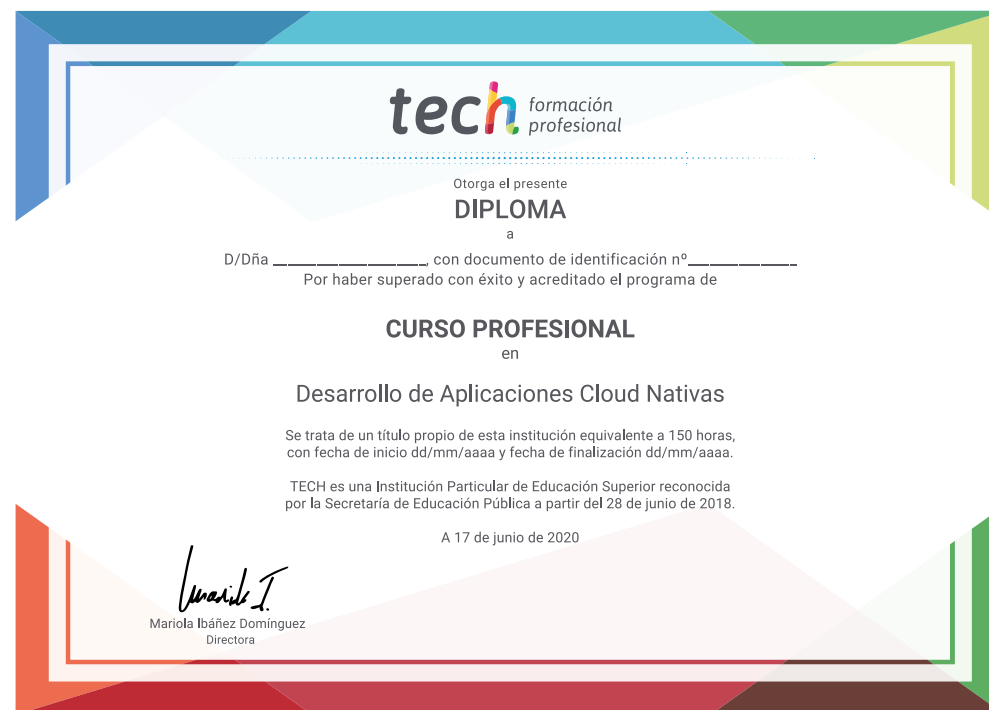 tech formación
profesional
Otorga el presente
DIPLOMA
a
D/Dña ____________________, con documento de identificación nº______________
Por haber superado con éxito y acreditado el programa de
CURSO PROFESIONAL
en
Desarrollo de Aplicaciones Cloud Nativas
Se trata de un título propio de esta institución equivalente a 150 horas,
con fecha de inicio dd/mm/aaaa y fecha de finalización dd/mm/aaaa.
TECH es una Institución Particular de Educación Superior reconocida
por la Secretaría de Educación Pública a partir del 28 de junio de 2018.
A 17 de junio de 2020
Mariola Ibáñez Domínguez
Directora